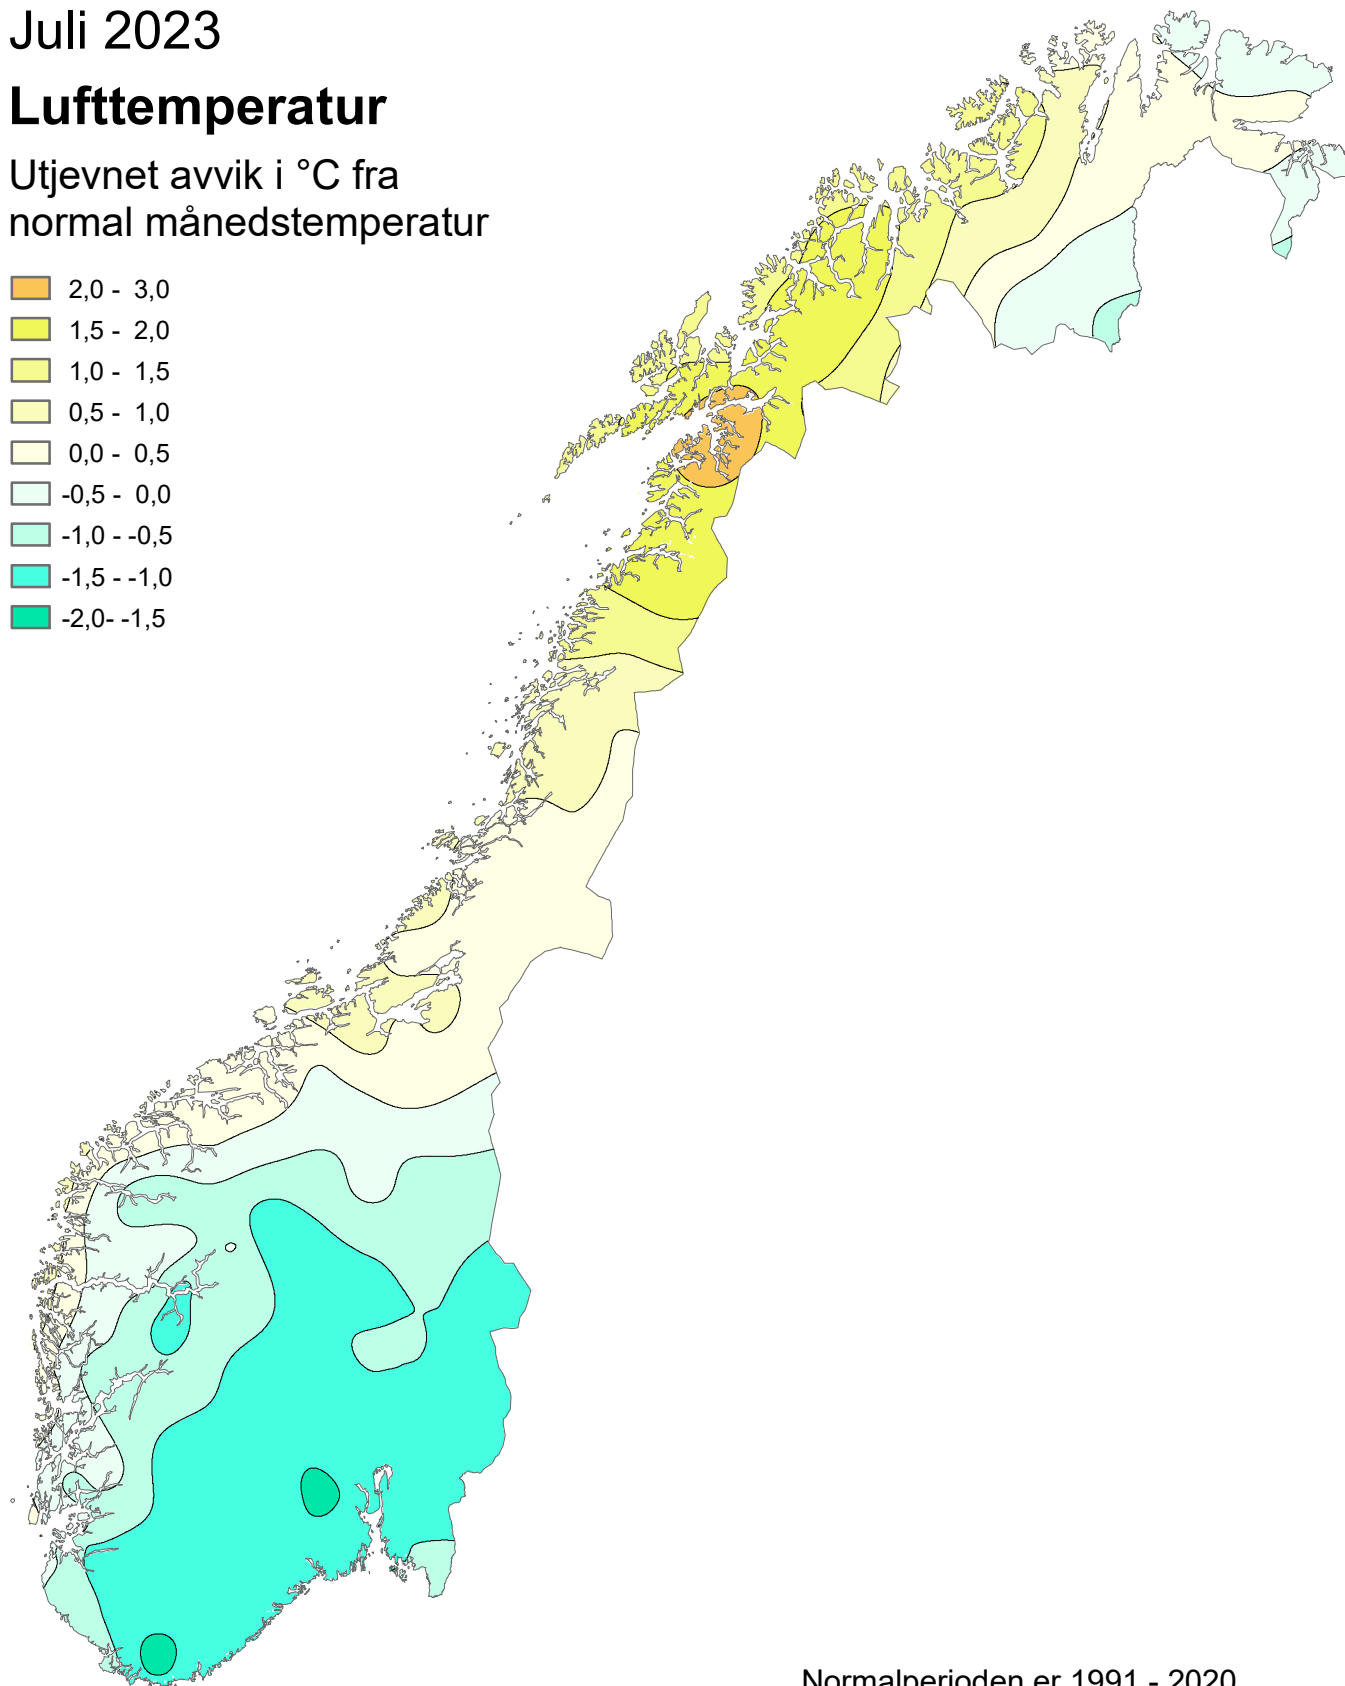 Juli 2023
Lufttemperatur
Utjevnet avvik i °C fra
normal månedstemperatur
2,0 - 3,0
1,5 - 2,0
1,0 - 1,5
0,5 - 1,0
0,0 - 0,5
-0,5 - 0,0
-1,0 - -0,5
-1,5 - -1,0
-2,0- -1,5
Normalperioden er 1991 - 2020